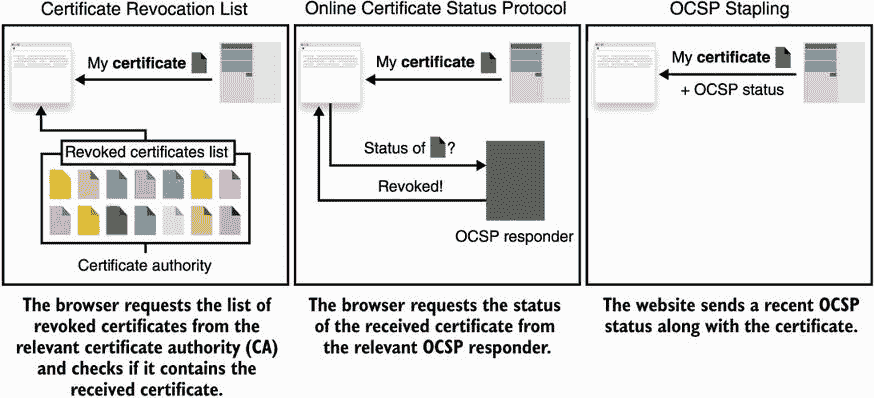 Certificate Revocation List
My certificate
Revoked certificates list
Certificate authority
The browser requests the list of
revoked certificates from the
relevant certificate authority (CA)
and checks if it contains the
received certificate.
Online Certificate Status Protocol
My certificate
Status of ?
Revoked!
OCSP responder
The browser requests the status
of the received certificate from
the relevant OCSP responder.
OCSP Stapling
My certificate
+ OCSP status
The website sends a recent OCSP
status along with the certificate.